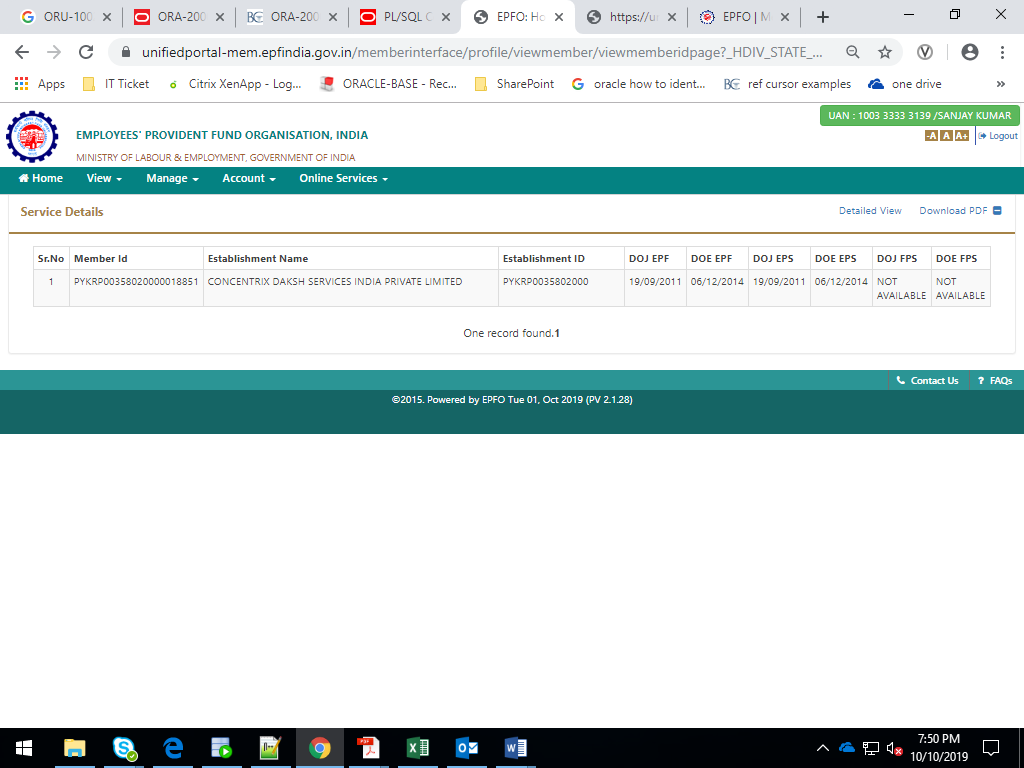 ORU-100
ORA-200
ORA-200
PL/SQL C
EPFO: Ho
https://u
EPFO | M
unifiedportal-mem.epfindia.gov.in/memberinterface/profile/viewmember/viewmemberidpage?_HDIV_STATE_...
Apps
IT Ticket
Citrix XenApp - Log...
ORACLE-BASE - Rec...
SharePoint
oracle how to ident...
ref cursor examples
one drive
»
UAN : 1003 3333 3139 /SANJAY KUMAR
EMPLOYEES' PROVIDENT FUND ORGANISATION, INDIA
-A A A+ Logout
MINISTRY OF LABOUR & EMPLOYMENT, GOVERNMENT OF INDIA
Home View Manage Account Online Services
Service Details
Detailed View Download PDF
Sr.No Member Id Establishment Name Establishment ID DOJ EPF DOE EPF DOJ EPS DOE EPS DOJ FPS DOE FPS
1 PYKRP00358020000018851 CONCENTRIX DAKSH SERVICES INDIA PRIVATE LIMITED PYKRP0035802000 19/09/2011 06/12/2014 19/09/2011 06/12/2014 NOT AVAILABLE NOT AVAILABLE
One record found.1
Contact Us ? FAQs
©2015. Powered by EPFO Tue 01, Oct 2019 (PV 2.1.28)
7:50 PM
10/10/2019